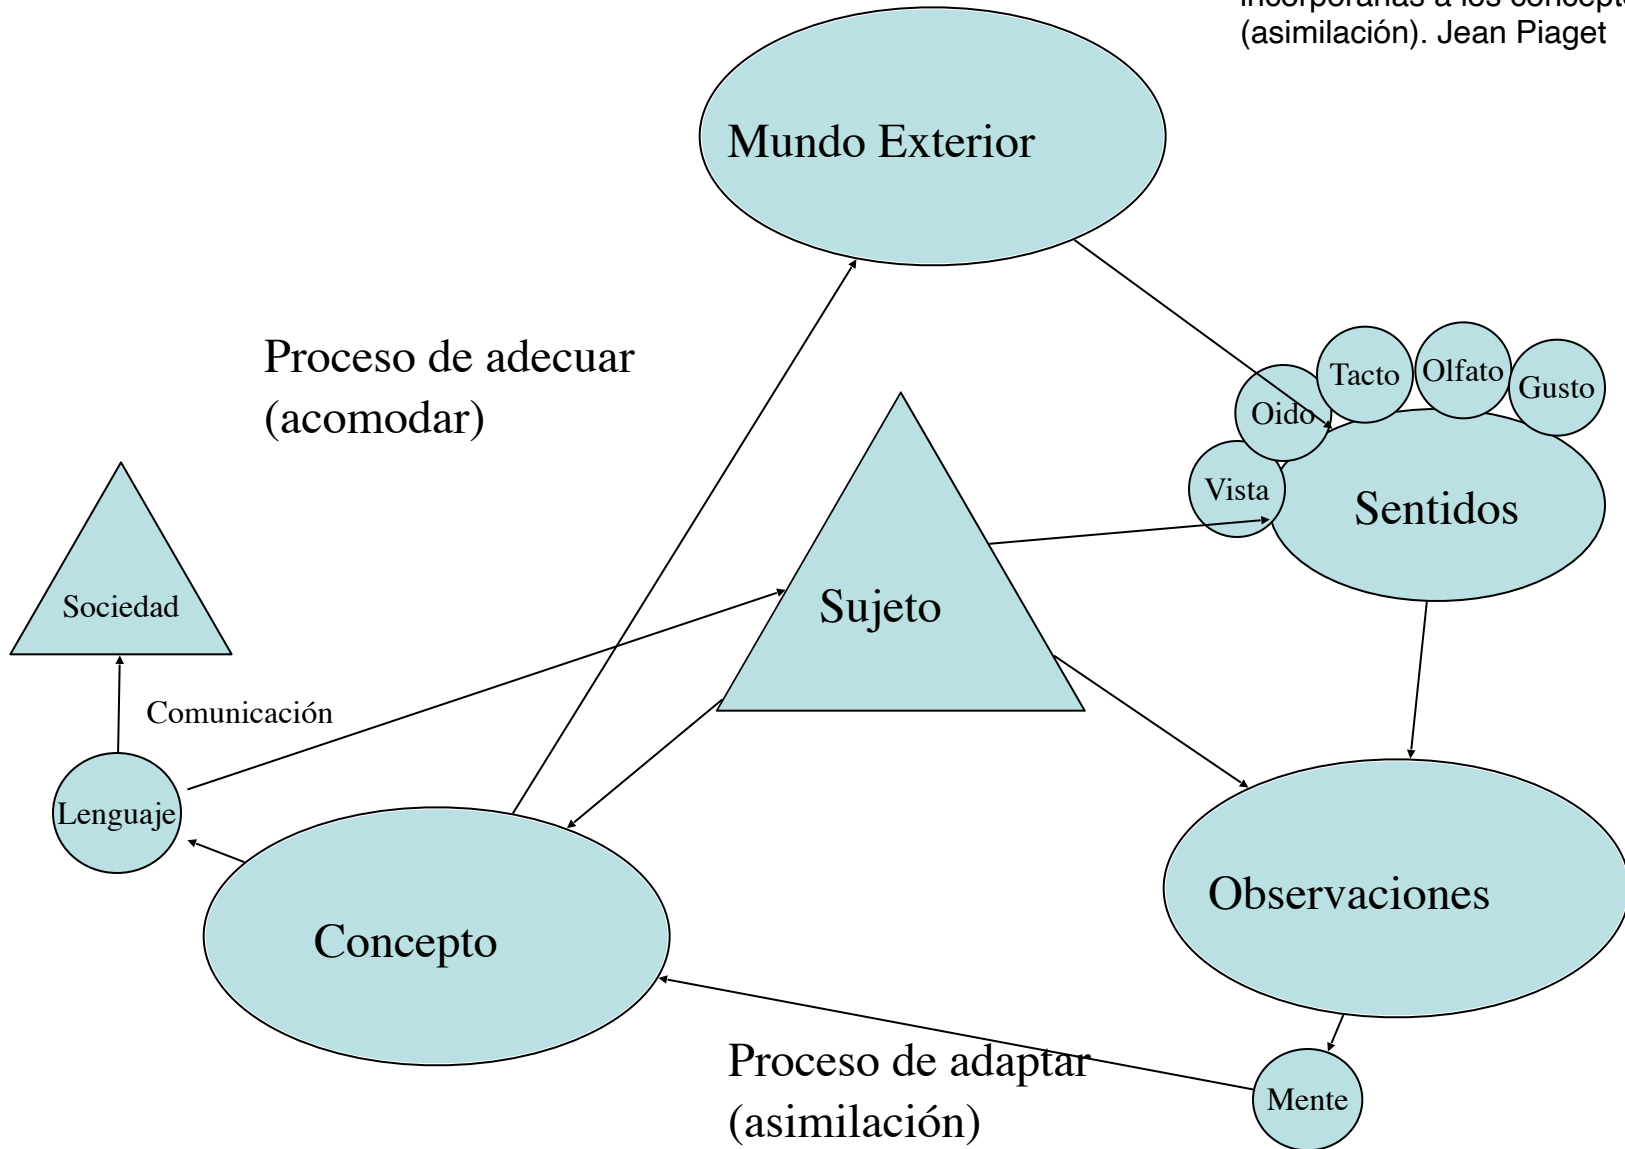 (asimilación). Jean Piaget
Mundo Exterior
Proceso de adecuar
(acomodar)
Tacto
Olfato
Gusto
Oido
Vista
Sentidos
Sociedad
Sujeto
Comunicación
Lenguaje
Concepto
Observaciones
Proceso de adaptar
(asimilación)
Mente